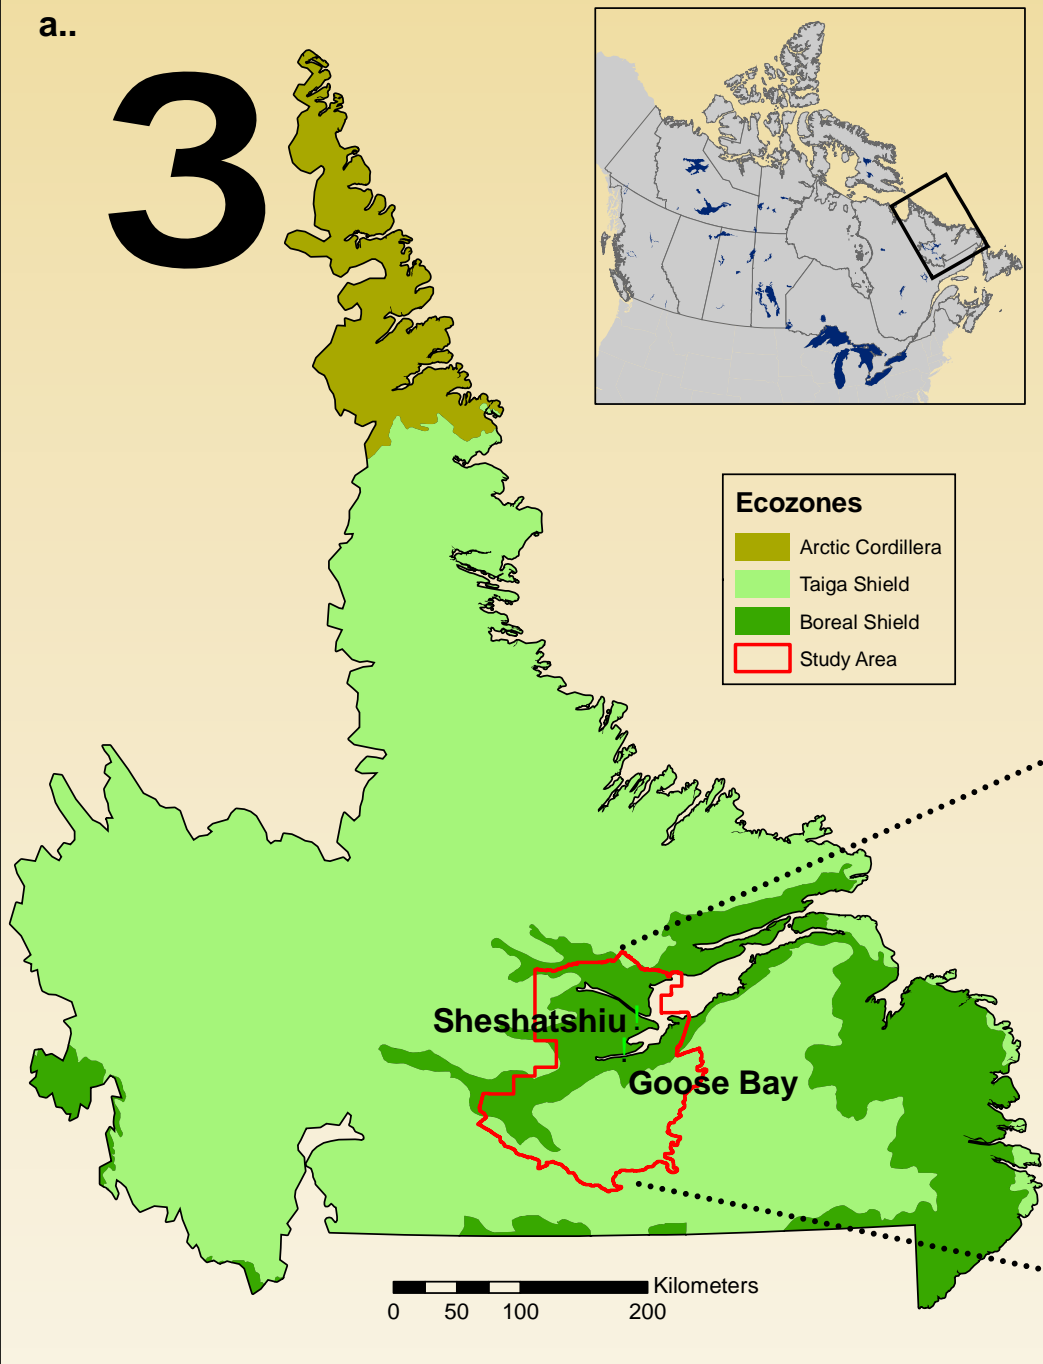 a..
3
Ecozones
Arctic Cordillera
Taiga Shield
Boreal Shield
Study Area
Sheshatshiu
Goose Bay
Kilometers
0 50 100 200